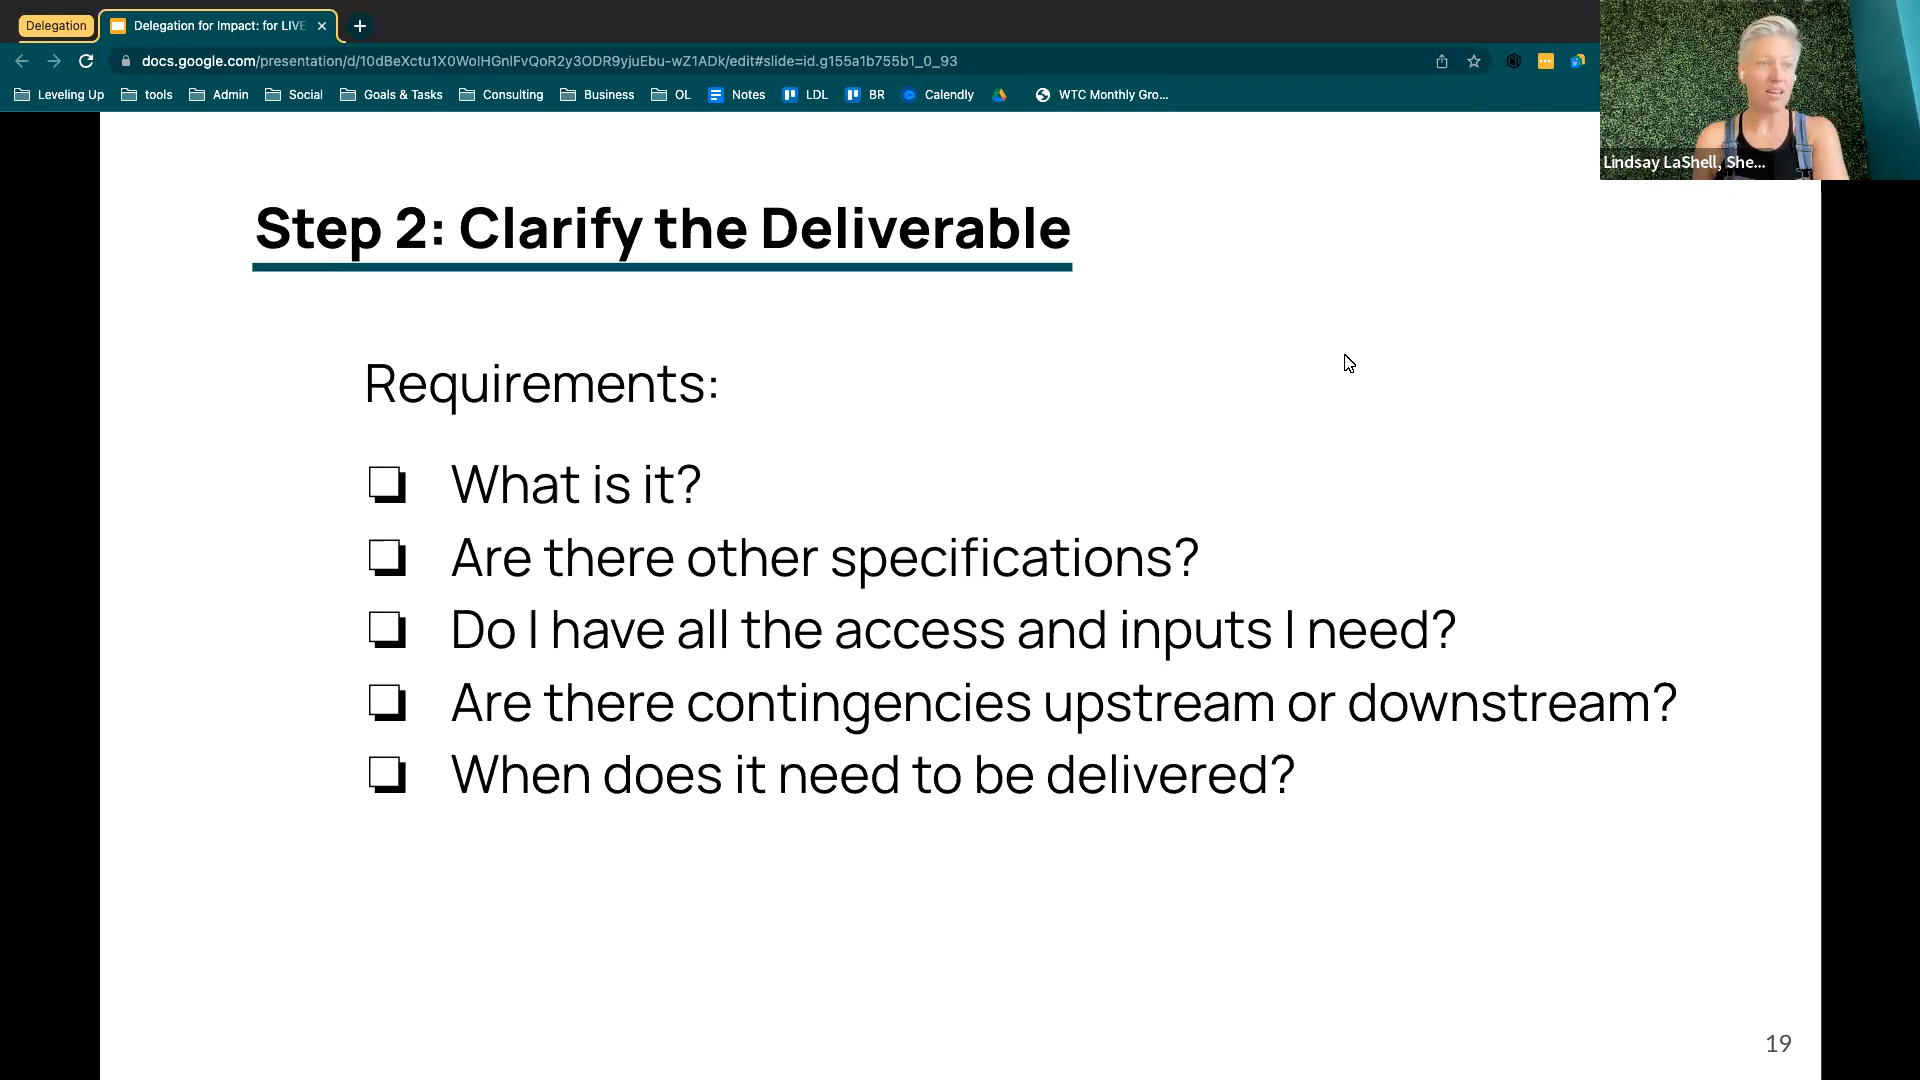 Delegation
Delegation for Impact: for LIVE
docs.google.com/presentation/d/10dBeXctu1X0WolHGnlFvQoR2y3ODR9yjuEbu-wZ1ADk/edit#slide=id.g155a1b755b1_0_93
Leveling Up tools Admin Social Goals & Tasks Consulting Business OL Notes LDL BR Calendly WTC Monthly Gro...
Lindsay LaShell, She...
Step 2: Clarify the Deliverable
Requirements:
❏ What is it?
❏ Are there other specifications?
❏ Do I have all the access and inputs I need?
❏ Are there contingencies upstream or downstream?
❏ When does it need to be delivered?
19